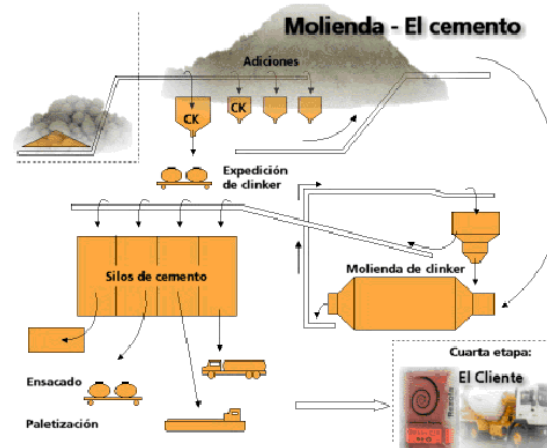 Molienda - El cemento
Adiciones
CK
CK
Expedición
de clinker
Silos de cemento
Molienda de clinker
Cuarta etapa:
El Cliente
Ensacado
Paletización